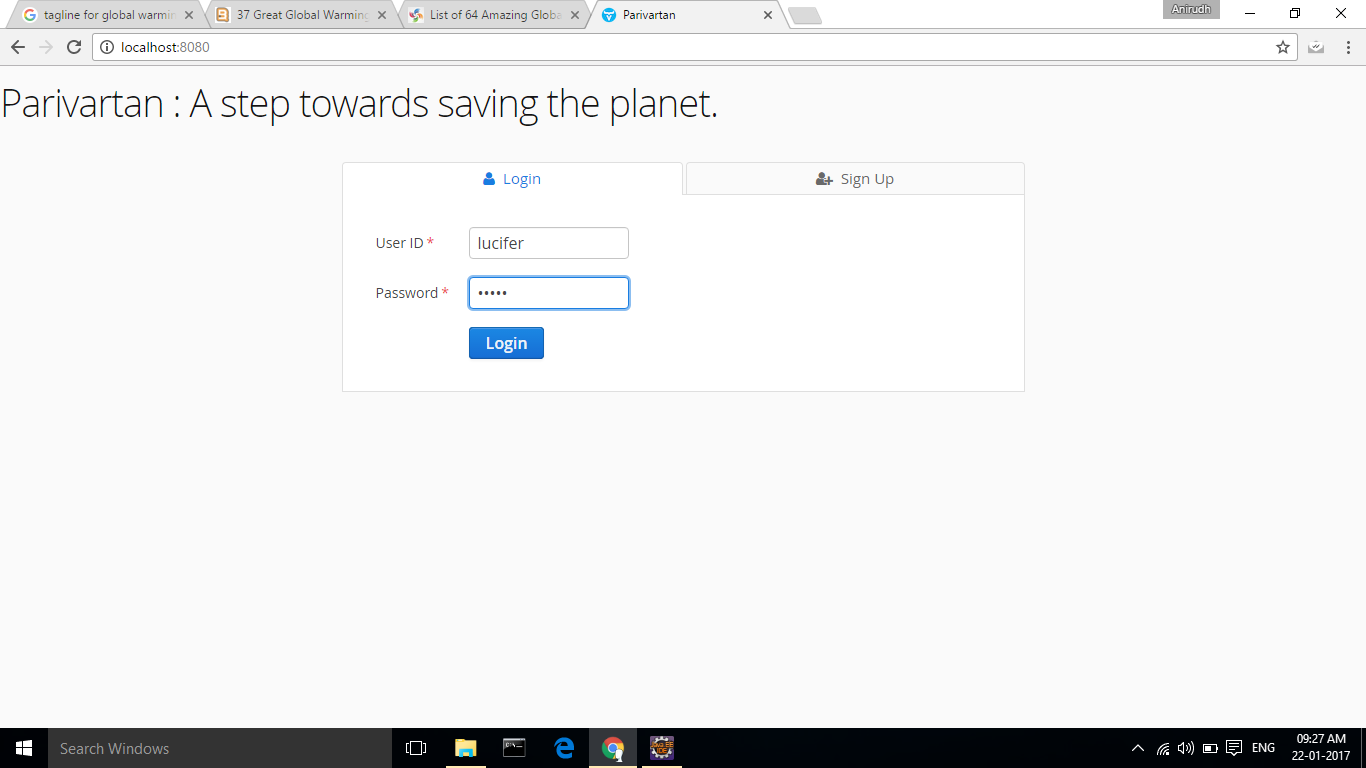 tagline for global warmin
37 Great Global Warming
List of 64 Amazing Globa
Parivartan
Anirudh
localhost:8080
Parivartan : A step towards saving the planet.
Login
Sign Up
User ID *
lucifer
Password *
•••••
Login
Search Windows
ENG
09:27 AM
22-01-2017